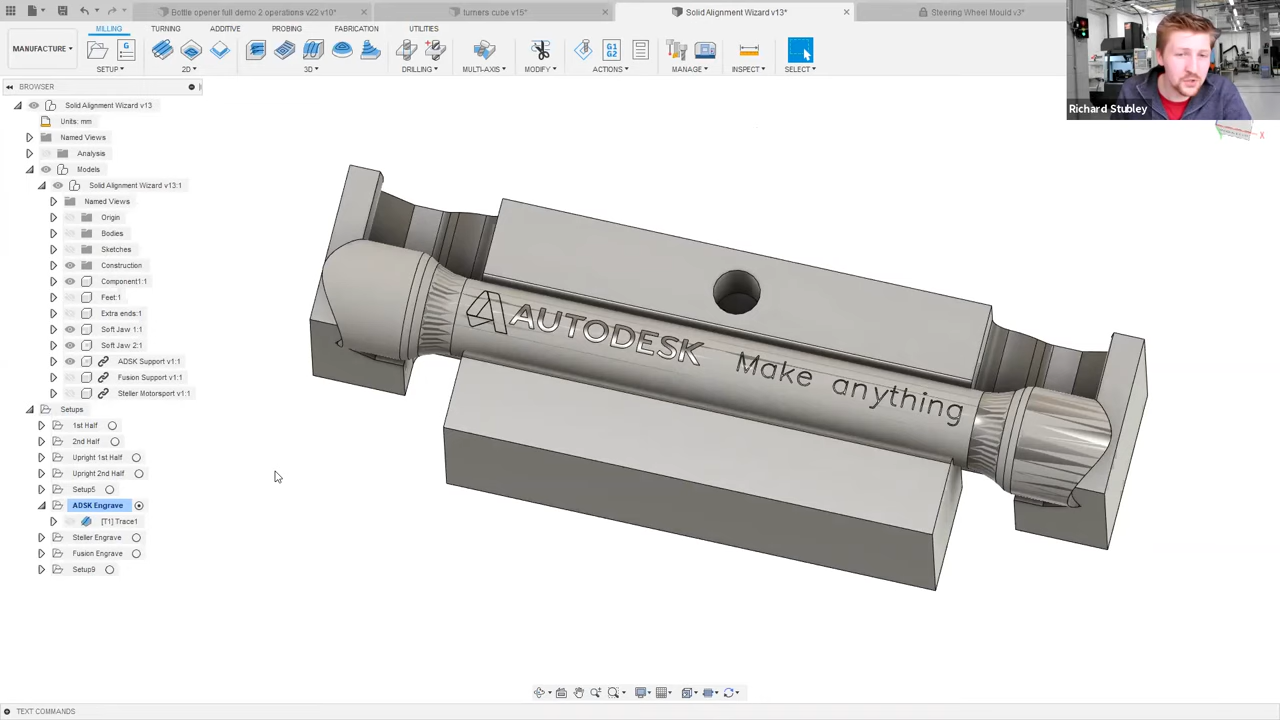 Bottle opener full demo 2 operations v22 v10*
turners cube v15*
Solid Alignment Wizard v13*
Steering Wheel Mould v3*
MILLING
TURNING
ADDITIVE
PROBING
FABRICATION
UTILITIES
MANUFACTURE
G
G1
G2
SETUP
2D
3D
DRILLING
MULTI-AXIS
MODIFY
ACTIONS
MANAGE
INSPECT
SELECT
Richard Stubley
BROWSER
Solid Alignment Wizard v13
Units: mm
Named Views
Analysis
Models
Solid Alignment Wizard v13:1
Named Views
Origin
Bodies
Sketches
Construction
Component1:1
Feet:1
Extra ends:1
Soft Jaw 1:1
Soft Jaw 2:1
ADSK Support v1:1
Fusion Support v1:1
Steller Motorsport v1:1
Setups
1st Half
2nd Half
Upright 1st Half
Upright 2nd Half
Setup5
ADSK Engrave
[T1] Trace1
Steller Engrave
Fusion Engrave
Setup9
X
AUTODESK Make anything
TEXT COMMANDS